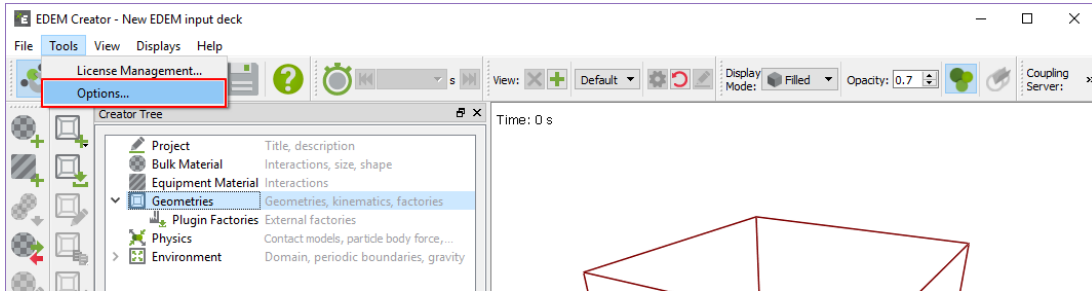 EDEM Creator - New EDEM input deck
File Tools View Displays Help
License Management...
Options...
s View: Default Display Mode: Filled Opacity: 0.7 Coupling Server: »
Creator Tree
Time: 0 s
Project Title, description
Bulk Material Interactions, size, shape
Equipment Material Interactions
Geometries Geometries, kinematics, factories
Plugin Factories External factories
Physics Contact models, particle body force,...
Environment Domain, periodic boundaries, gravity